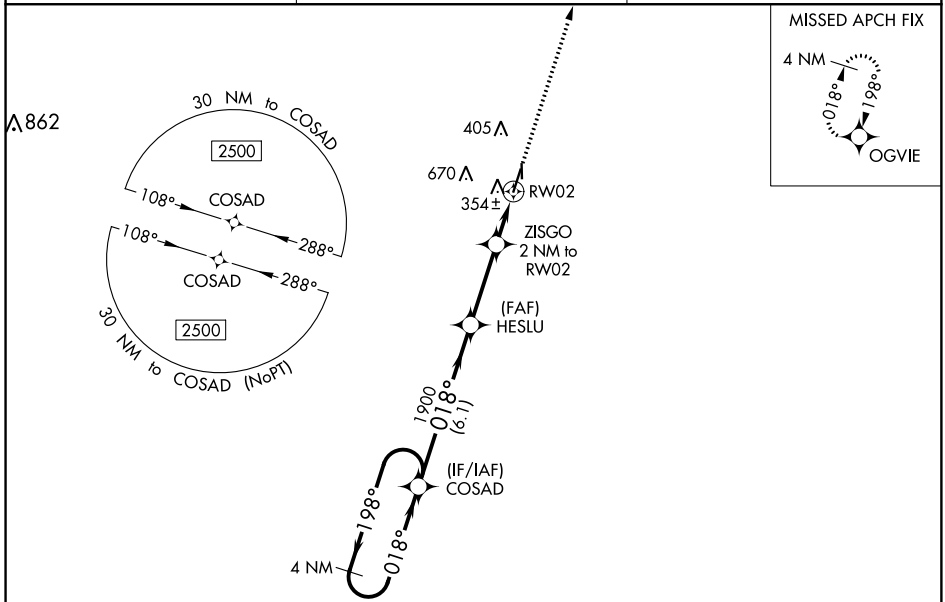 MISSED APCH FIX
4 NM
018°
198°
OGVIE
862
30 NM to COSAD
2500
COSAD
108°
288°
108°
288°
COSAD
2500
30 NM to COSAD (NoPT)
405
670
354±
RW02
ZISGO
2 NM to
RW02
(FAF)
HESLU
1900
018°
(6.1)
(IF/IAF)
COSAD
198°
018°
4 NM